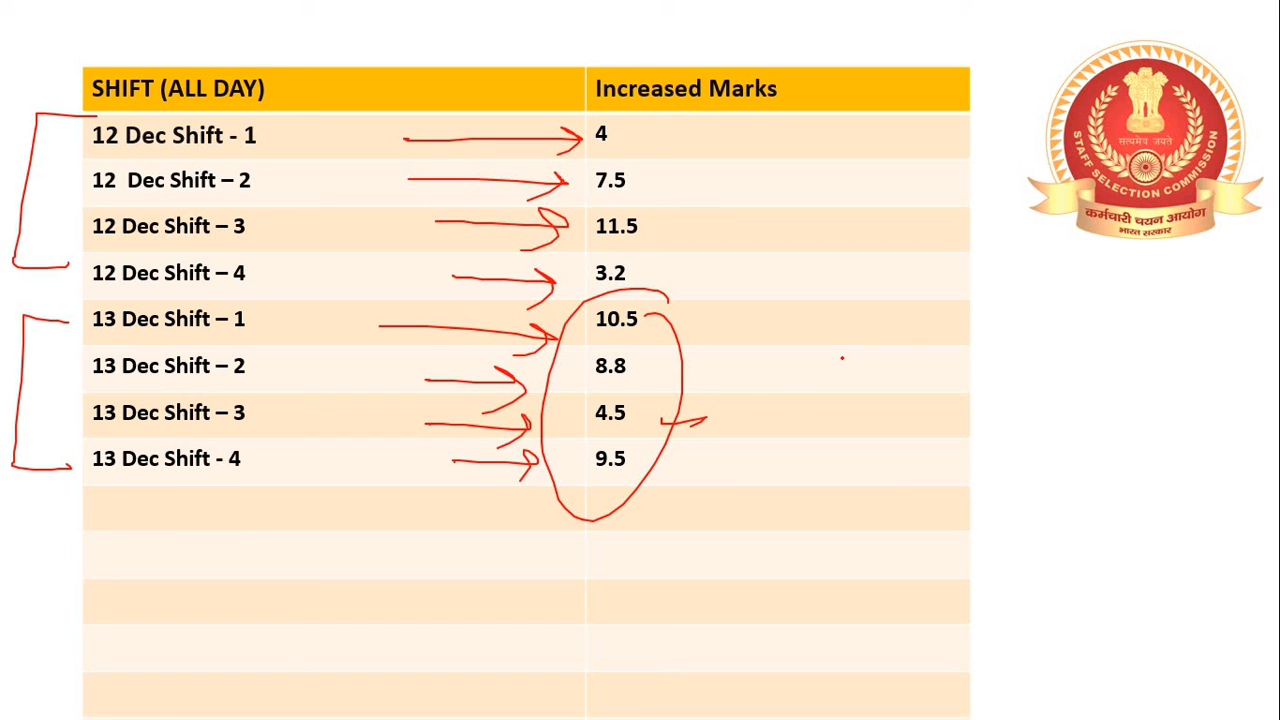 SHIFT (ALL DAY) Increased Marks
12 Dec Shift - 1 4
12 Dec Shift – 2 7.5
12 Dec Shift – 3 11.5
12 Dec Shift – 4 3.2
13 Dec Shift – 1 10.5
13 Dec Shift – 2 8.8
13 Dec Shift – 3 4.5
13 Dec Shift - 4 9.5
सत्यमेव जयते
STAFF SELECTION COMMISSION
कर्मचारी चयन आयोग
भारत सरकार